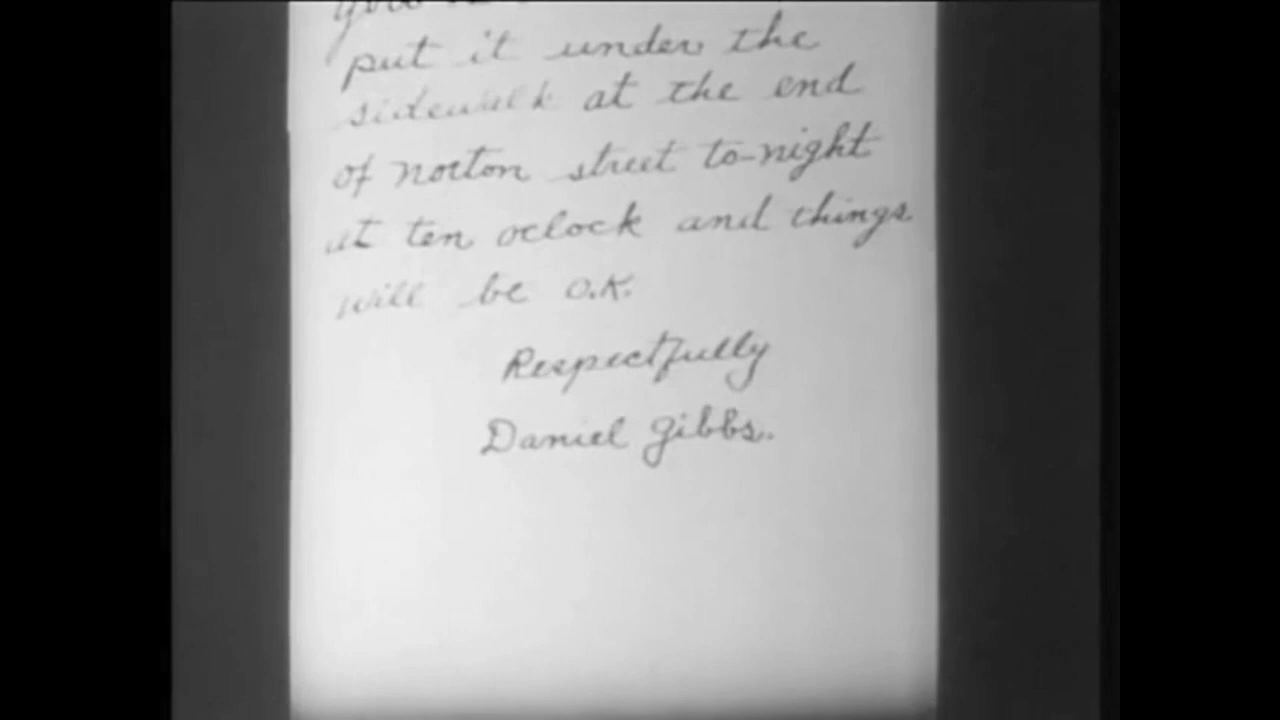 put it under the
sidewalk at the end
of norton street to-night
at ten oclock and things
will be O.K.
Respectfully
Daniel Gibbs.